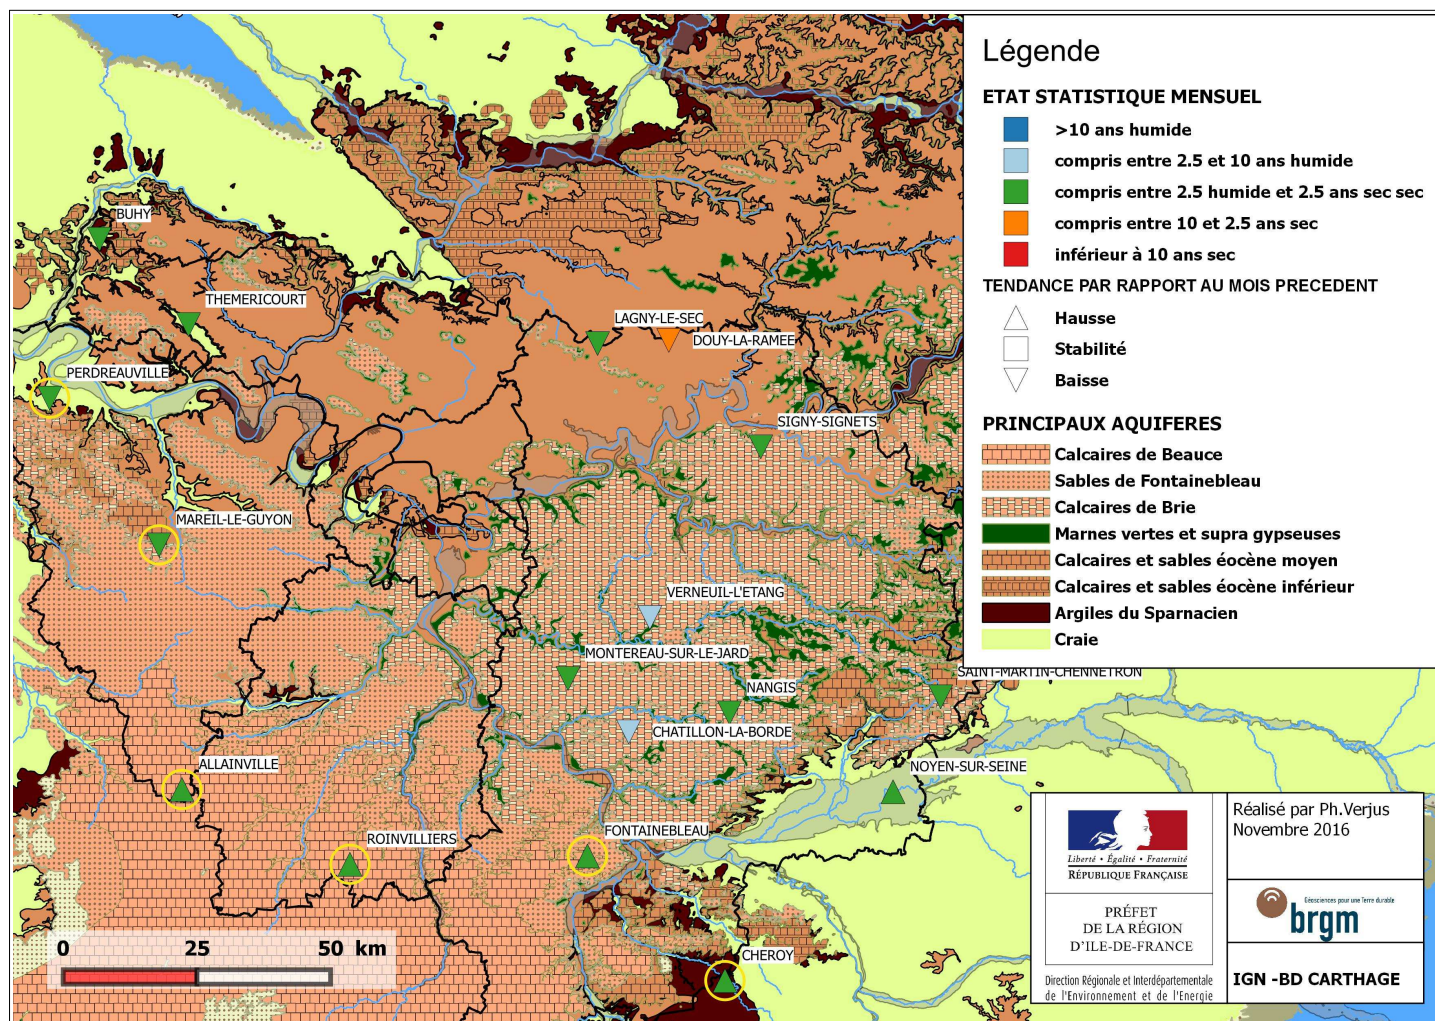 Légende
ETAT STATISTIQUE MENSUEL
>10 ans humide
compris entre 2.5 et 10 ans humide
compris entre 2.5 humide et 2.5 ans sec sec
compris entre 10 et 2.5 ans sec
inférieur à 10 ans sec
TENDANCE PAR RAPPORT AU MOIS PRECEDENT
Hausse
Stabilité
Baisse
PRINCIPAUX AQUIFERES
Calcaires de Beauce
Sables de Fontainebleau
Calcaires de Brie
Marnes vertes et supra gypseuses
Calcaires et sables éocène moyen
Calcaires et sables éocène inférieur
Argiles du Sparnacien
Craie
BUHY
THEMERICOURT
LAGNY-LE-SEC
DOUY-LA-RAMEE
PERDREAUVILLE
SIGNY-SIGNETS
MAREIL-LE-GUYON
VERNEUIL-L'ETANG
MONTEREAU-SUR-LE-JARD
SAINT-MARTIN-CHENNETRON
NANGIS
CHATILLON-LA-BORDE
ALLAINVILLE
NOYEN-SUR-SEINE
ROINVILLIERS
FONTAINEBLEAU
CHEROY
0 25 50 km
Liberté • Égalité • Fraternité
RÉPUBLIQUE FRANÇAISE
PRÉFET
DE LA RÉGION
D'ILE-DE-FRANCE
Direction Régionale et Interdépartementale
de l'Environnement et de l'Energie
Réalisé par Ph.Verjus
Novembre 2016
Géosciences pour une Terre durable
brgm
IGN -BD CARTHAGE